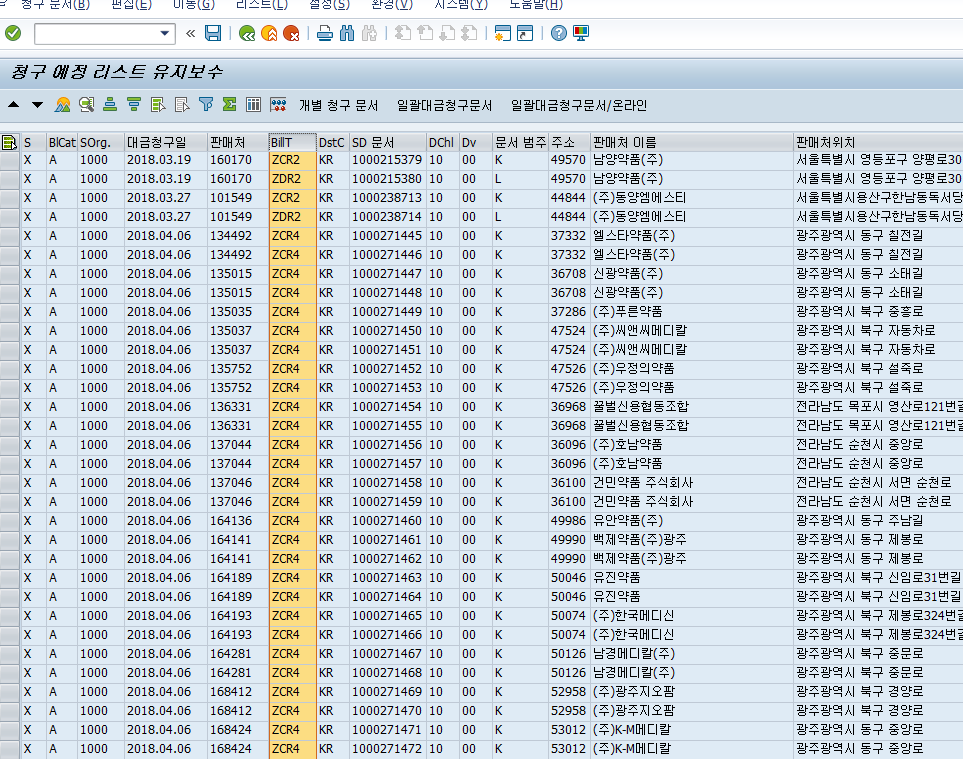 청구 문서(B) 편집(E) 이동(G) 리스트(L) 설정(S) 환경(V) 시스템(Y) 도움말(H)
청구 예정 리스트 유지보수
개별 청구 문서 일괄대금청구문서 일괄대금청구문서/온라인
S BlCat SOrg. 대금청구일 판매처 BillT DstC SD 문서 DChl Dv 문서 범주 주소 판매처 이름 판매처위치
X A 1000 2018.03.19 160170 ZCR2 KR 1000215379 10 00 K 49570 남양약품(주) 서울특별시 영등포구 양평로30
X A 1000 2018.03.19 160170 ZDR2 KR 1000215380 10 00 L 49570 남양약품(주) 서울특별시 영등포구 양평로30
X A 1000 2018.03.27 101549 ZCR2 KR 1000238713 10 00 K 44844 (주)동양엠에스티 서울특별시용산구한남동독서당
X A 1000 2018.03.27 101549 ZDR2 KR 1000238714 10 00 L 44844 (주)동양엠에스티 서울특별시용산구한남동독서당
X A 1000 2018.04.06 134492 ZCR4 KR 1000271445 10 00 K 37332 엘스타약품(주) 광주광역시 동구 칠전길
X A 1000 2018.04.06 134492 ZCR4 KR 1000271446 10 00 K 37332 엘스타약품(주) 광주광역시 동구 칠전길
X A 1000 2018.04.06 135015 ZCR4 KR 1000271447 10 00 K 36708 신광약품(주) 광주광역시 동구 소태길
X A 1000 2018.04.06 135015 ZCR4 KR 1000271448 10 00 K 36708 신광약품(주) 광주광역시 동구 소태길
X A 1000 2018.04.06 135035 ZCR4 KR 1000271449 10 00 K 37286 (주)푸른약품 광주광역시 북구 중흥로
X A 1000 2018.04.06 135037 ZCR4 KR 1000271450 10 00 K 47524 (주)씨앤씨메디칼 광주광역시 북구 자동차로
X A 1000 2018.04.06 135037 ZCR4 KR 1000271451 10 00 K 47524 (주)씨앤씨메디칼 광주광역시 북구 자동차로
X A 1000 2018.04.06 135752 ZCR4 KR 1000271452 10 00 K 47526 (주)우정의약품 광주광역시 북구 설죽로
X A 1000 2018.04.06 135752 ZCR4 KR 1000271453 10 00 K 47526 (주)우정의약품 광주광역시 북구 설죽로
X A 1000 2018.04.06 136331 ZCR4 KR 1000271454 10 00 K 36968 꿀벌신용협동조합 전라남도 목포시 영산로121번길
X A 1000 2018.04.06 136331 ZCR4 KR 1000271455 10 00 K 36968 꿀벌신용협동조합 전라남도 목포시 영산로121번길
X A 1000 2018.04.06 137044 ZCR4 KR 1000271456 10 00 K 36096 (주)호남약품 전라남도 순천시 중앙로
X A 1000 2018.04.06 137044 ZCR4 KR 1000271457 10 00 K 36096 (주)호남약품 전라남도 순천시 중앙로
X A 1000 2018.04.06 137046 ZCR4 KR 1000271458 10 00 K 36100 건민약품 주식회사 전라남도 순천시 서면 순천로
X A 1000 2018.04.06 137046 ZCR4 KR 1000271459 10 00 K 36100 건민약품 주식회사 전라남도 순천시 서면 순천로
X A 1000 2018.04.06 164136 ZCR4 KR 1000271460 10 00 K 49986 유안약품(주) 광주광역시 동구 주남길
X A 1000 2018.04.06 164141 ZCR4 KR 1000271461 10 00 K 49990 백제약품(주)광주 광주광역시 동구 제봉로
X A 1000 2018.04.06 164141 ZCR4 KR 1000271462 10 00 K 49990 백제약품(주)광주 광주광역시 동구 제봉로
X A 1000 2018.04.06 164189 ZCR4 KR 1000271463 10 00 K 50046 유진약품 광주광역시 북구 신임로31번길
X A 1000 2018.04.06 164189 ZCR4 KR 1000271464 10 00 K 50046 유진약품 광주광역시 북구 신임로31번길
X A 1000 2018.04.06 164193 ZCR4 KR 1000271465 10 00 K 50074 (주)한국메디신 광주광역시 북구 제봉로324번길
X A 1000 2018.04.06 164193 ZCR4 KR 1000271466 10 00 K 50074 (주)한국메디신 광주광역시 북구 제봉로324번길
X A 1000 2018.04.06 164281 ZCR4 KR 1000271467 10 00 K 50126 남경메디칼(주) 광주광역시 북구 중문로
X A 1000 2018.04.06 164281 ZCR4 KR 1000271468 10 00 K 50126 남경메디칼(주) 광주광역시 북구 중문로
X A 1000 2018.04.06 168412 ZCR4 KR 1000271469 10 00 K 52958 (주)광주지오팜 광주광역시 북구 경양로
X A 1000 2018.04.06 168412 ZCR4 KR 1000271470 10 00 K 52958 (주)광주지오팜 광주광역시 북구 경양로
X A 1000 2018.04.06 168424 ZCR4 KR 1000271471 10 00 K 53012 (주)K-M메디칼 광주광역시 동구 중앙로
X A 1000 2018.04.06 168424 ZCR4 KR 1000271472 10 00 K 53012 (주)K-M메디칼 광주광역시 동구 중앙로